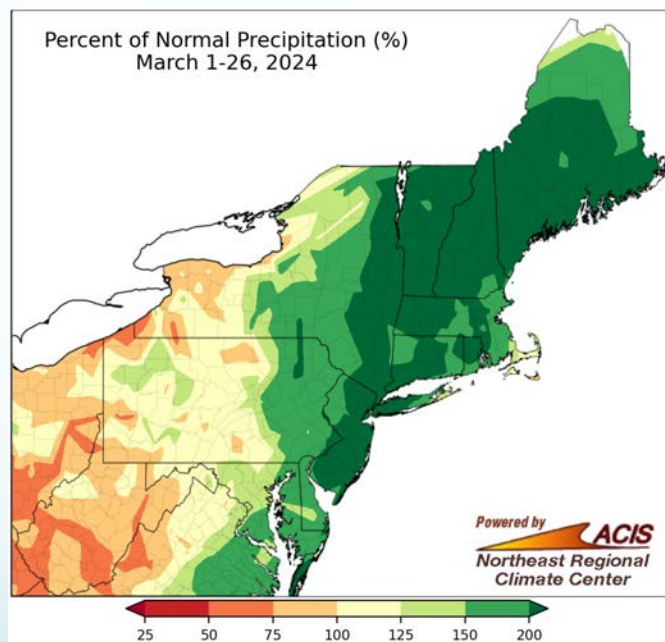 Percent of Normal Precipitation (%)
March 1-26, 2024
Powered by
ACIS
Northeast Regional
Climate Center
25 50 75 100 125 150 200